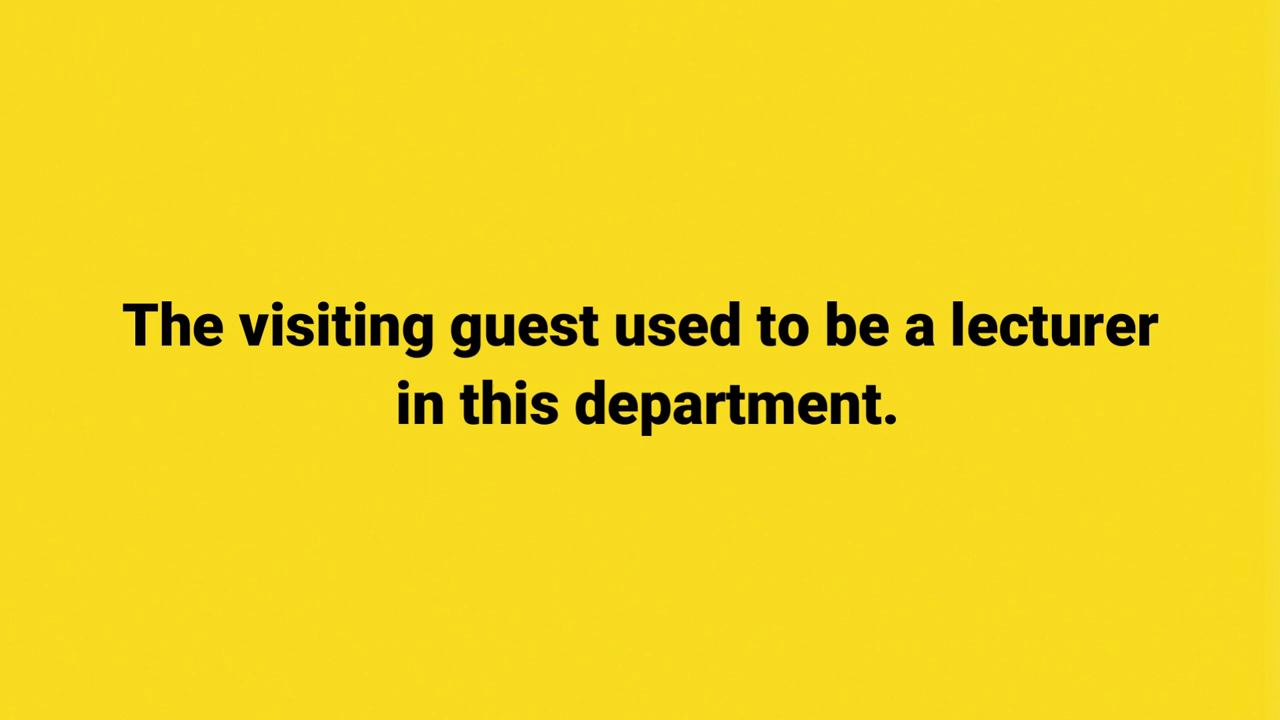 The visiting guest used to be a lecturer
in this department.